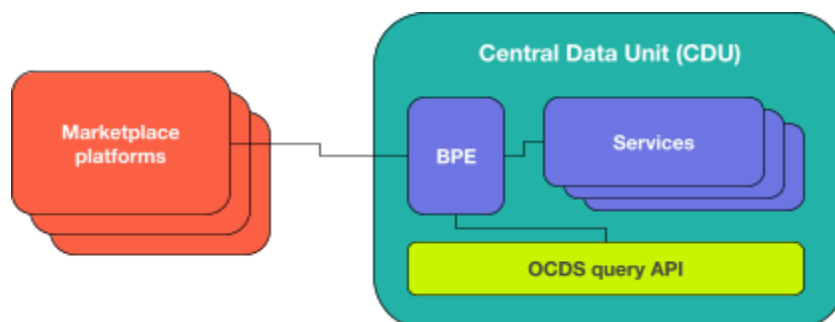 Central Data Unit (CDU)
Marketplace
platforms
BPE
Services
OCDS query API